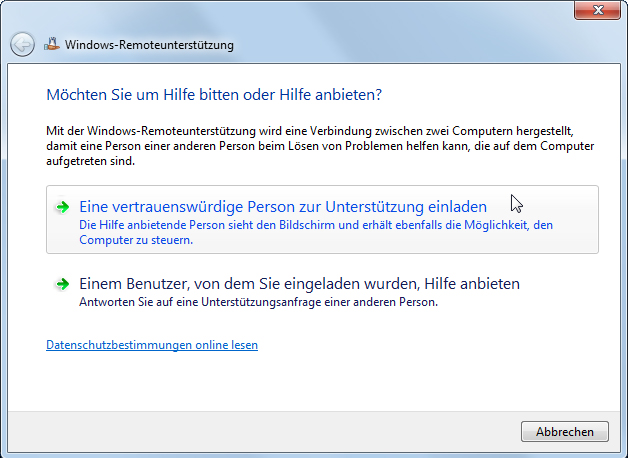 Windows-Remoteunterstützung
Möchten Sie um Hilfe bitten oder Hilfe anbieten?
Mit der Windows-Remoteunterstützung wird eine Verbindung zwischen zwei Computern hergestellt,
damit eine Person einer anderen Person beim Lösen von Problemen helfen kann, die auf dem Computer
aufgetreten sind.
Eine vertrauenswürdige Person zur Unterstützung einladen
Die Hilfe anbietende Person sieht den Bildschirm und erhält ebenfalls die Möglichkeit, den
Computer zu steuern.
Einem Benutzer, von dem Sie eingeladen wurden, Hilfe anbieten
Antworten Sie auf eine Unterstützungsanfrage einer anderen Person.
Datenschutzbestimmungen online lesen
Abbrechen